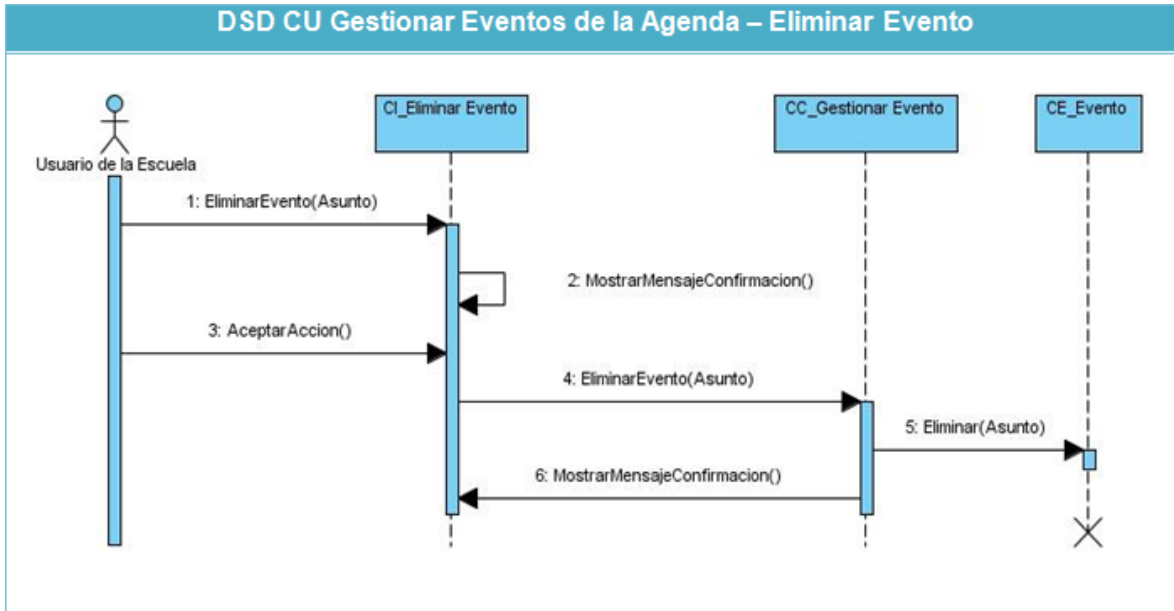 DSD CU Gestionar Eventos de la Agenda – Eliminar Evento
CI_Eliminar Evento
CC_Gestionar Evento
CE_Evento
Usuario de la Escuela
1: EliminarEvento(Asunto)
2: MostrarMensajeConfirmacion()
3: AceptarAccion()
4: EliminarEvento(Asunto)
5: Eliminar(Asunto)
6: MostrarMensajeConfirmacion()